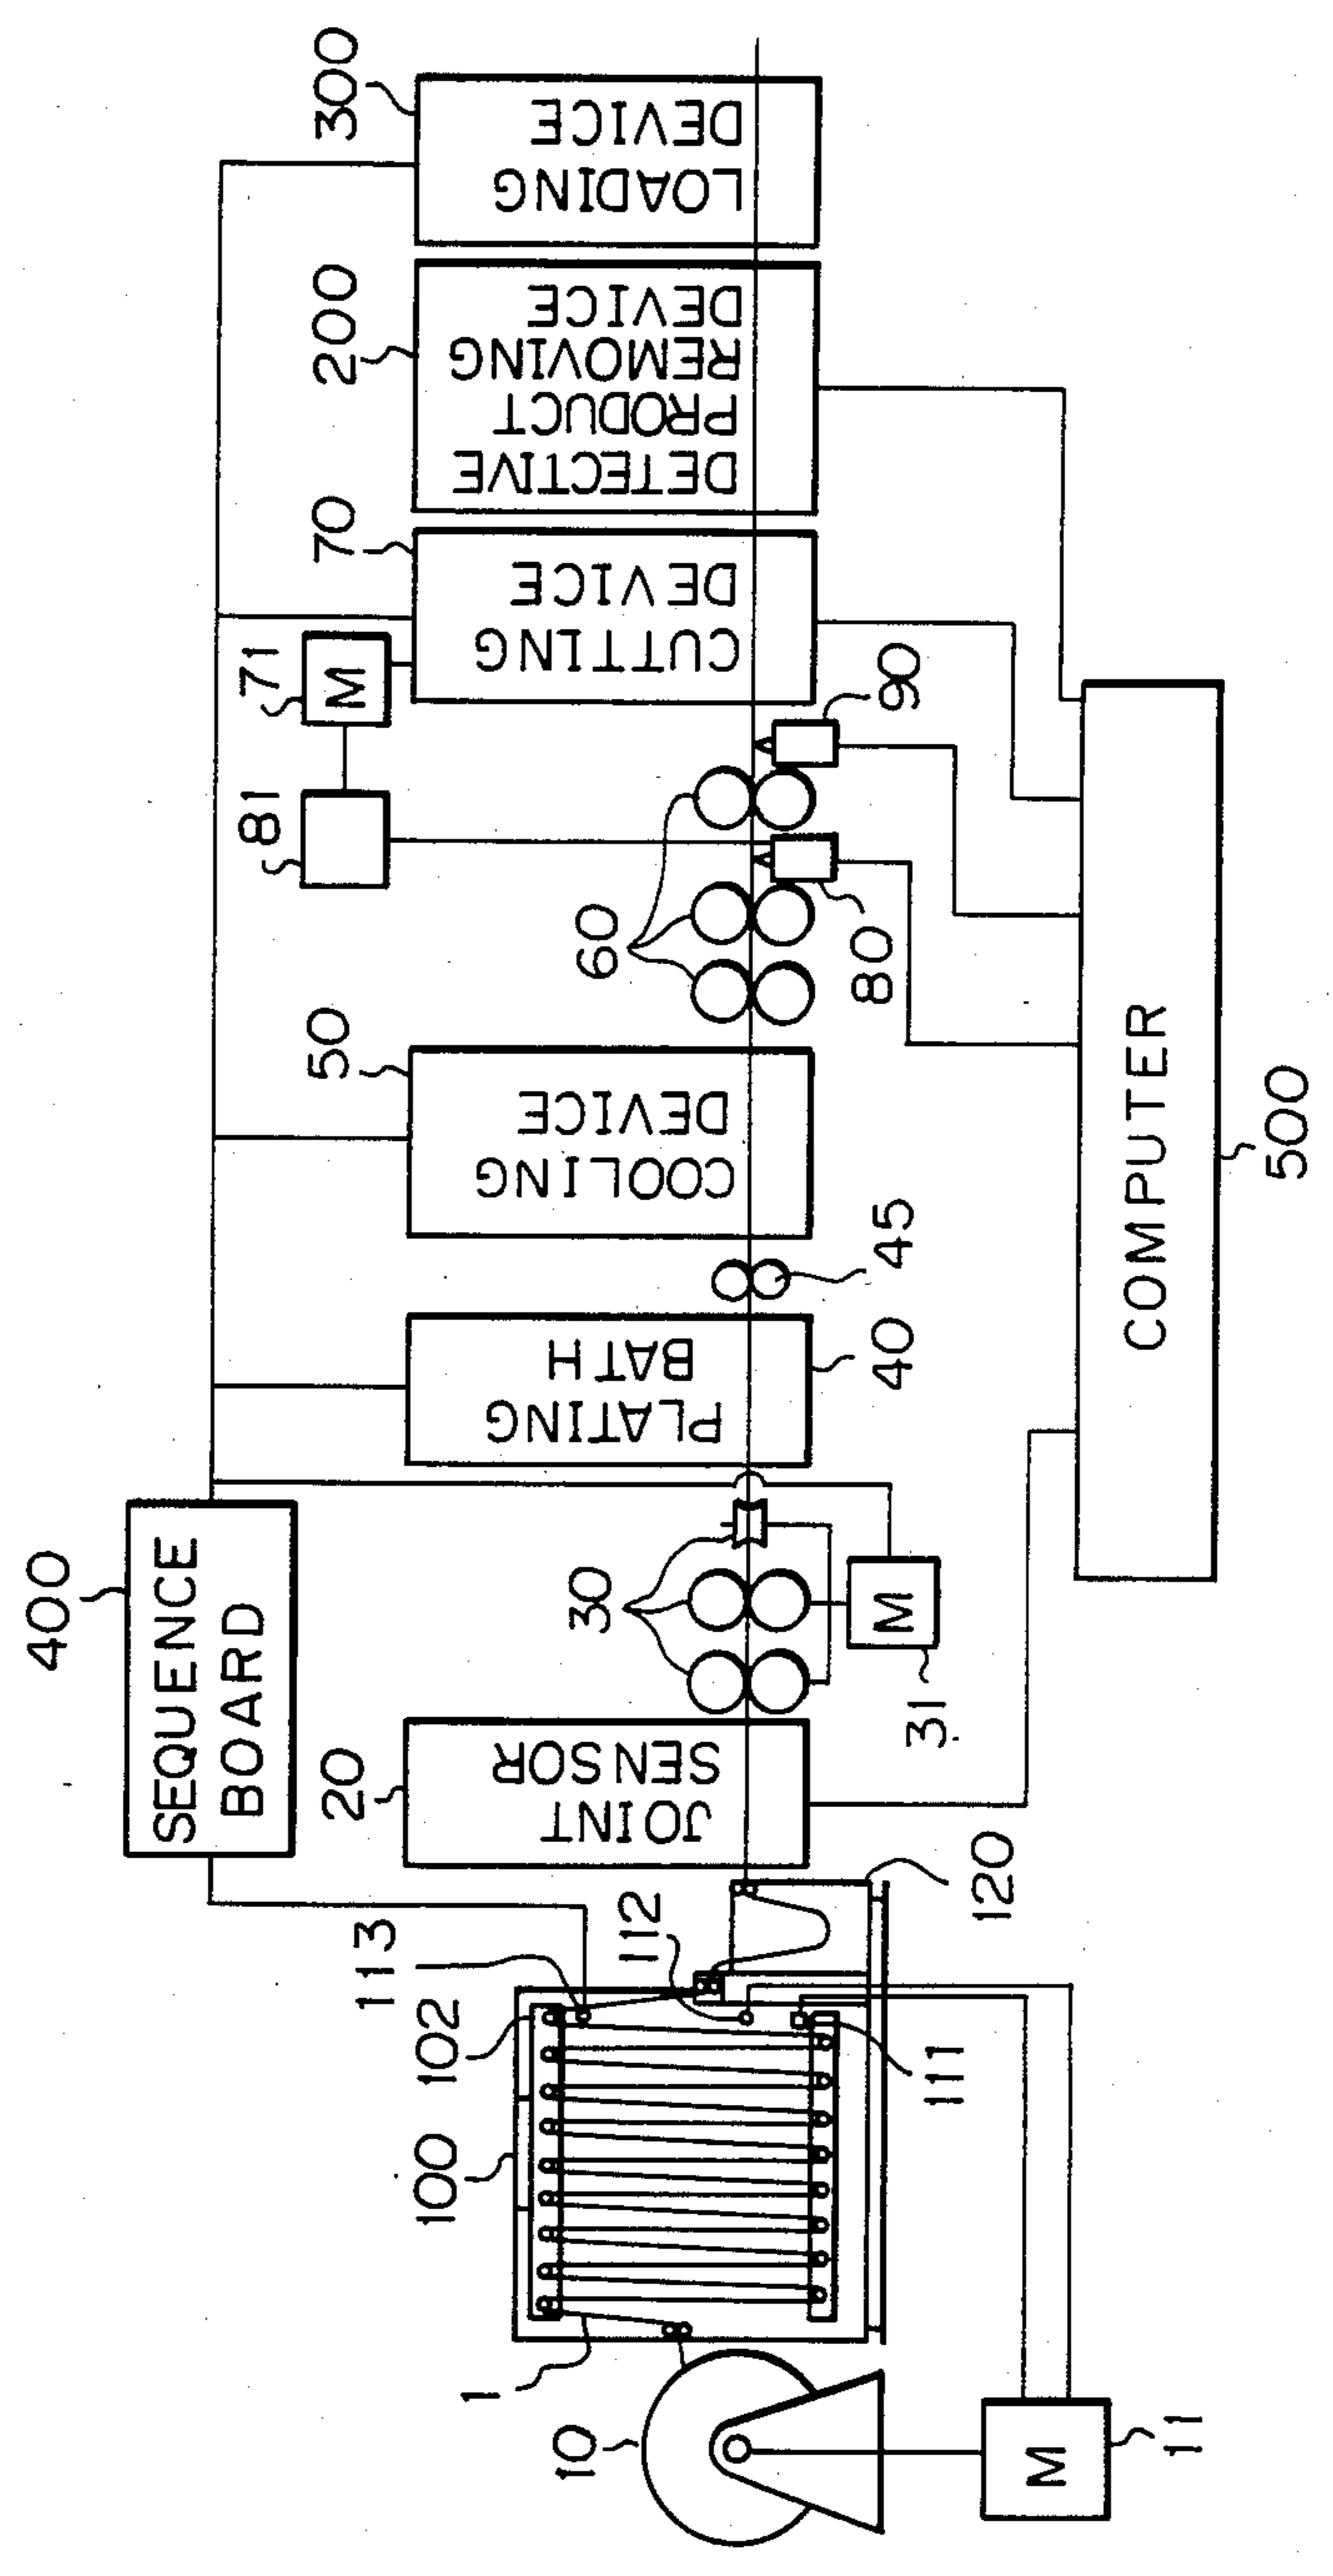 400
SEQUENCE
BOARD
81
71
M
20
50
70
200
300
JOINT
SENSOR
PLATING
BATH
COOLING
DEVICE
CUTTING
DEVICE
DETECTIVE
PRODUCT
REMOVING
DEVICE
LOADING
DEVICE
113
102
100
1
10
112
30
60
45
40
80
90
M
31
111
120
M
11
COMPUTER
500